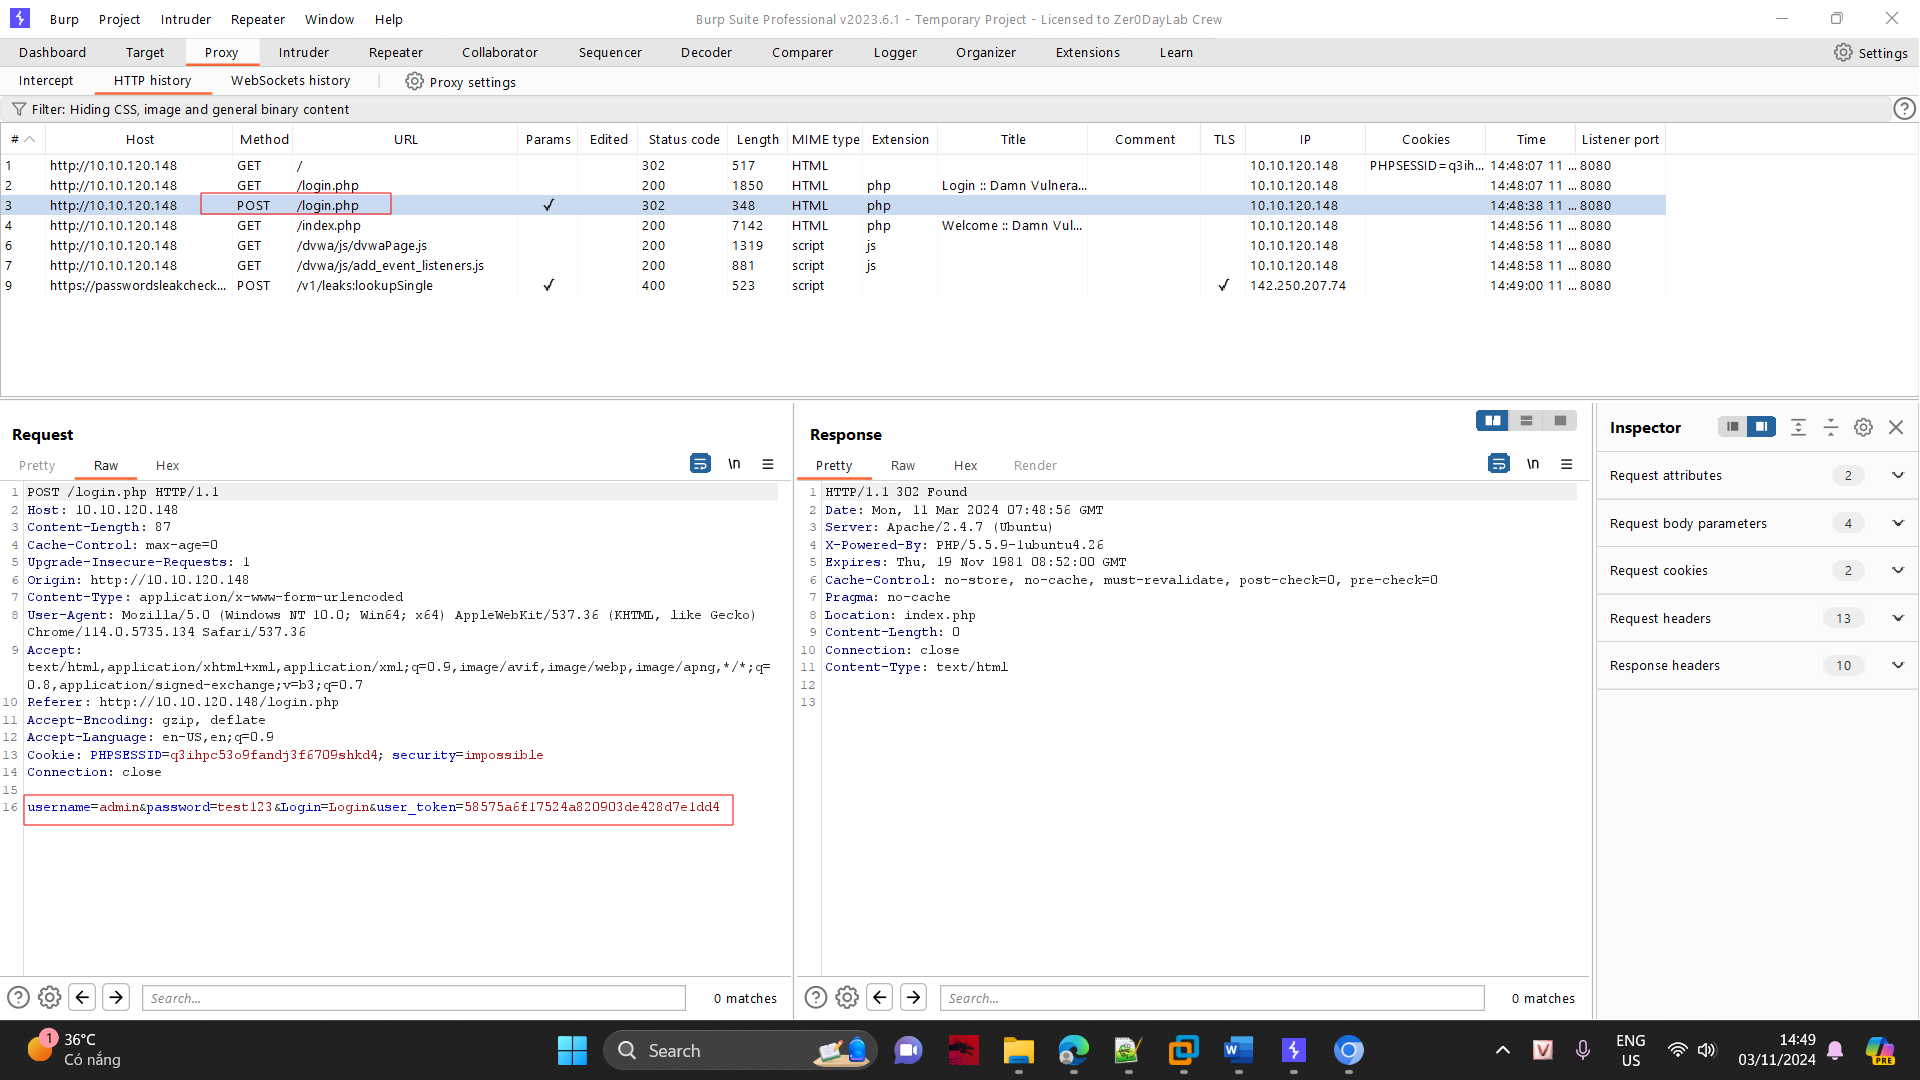 Burp Project Intruder Repeater Window Help Burp Suite Professional v2023.6.1 - Temporary Project - Licensed to Zer0DayLab Crew
Dashboard Target Proxy Intruder Repeater Collaborator Sequencer Decoder Comparer Logger Organizer Extensions Learn Settings
Intercept HTTP history WebSockets history Proxy settings
Filter: Hiding CSS, image and general binary content ?
# Host Method URL Params Edited Status code Length MIME type Extension Title Comment TLS IP Cookies Time Listener port
1 http://10.10.120.148 GET / 302 517 HTML 10.10.120.148 PHPSESSID=q3ih... 14:48:07 11 ... 8080
2 http://10.10.120.148 GET /login.php 200 1850 HTML php Login :: Damn Vulnera... 10.10.120.148 14:48:07 11 ... 8080
3 http://10.10.120.148 POST /login.php ✓ 302 348 HTML php 10.10.120.148 14:48:38 11 ... 8080
4 http://10.10.120.148 GET /index.php 200 7142 HTML php Welcome :: Damn Vul... 10.10.120.148 14:48:56 11 ... 8080
6 http://10.10.120.148 GET /dvwa/js/dvwaPage.js 200 1319 script js 10.10.120.148 14:48:58 11 ... 8080
7 http://10.10.120.148 GET /dvwa/js/add_event_listeners.js 200 881 script js 10.10.120.148 14:48:58 11 ... 8080
9 https://passwordsleakcheck... POST /v1/leaks:lookupSingle ✓ 400 523 script ✓ 142.250.207.74 14:49:00 11 ... 8080
Request
Pretty Raw Hex \n
1 POST /login.php HTTP/1.1
2 Host: 10.10.120.148
3 Content-Length: 87
4 Cache-Control: max-age=0
5 Upgrade-Insecure-Requests: 1
6 Origin: http://10.10.120.148
7 Content-Type: application/x-www-form-urlencoded
8 User-Agent: Mozilla/5.0 (Windows NT 10.0; Win64; x64) AppleWebKit/537.36 (KHTML, like Gecko)
Chrome/114.0.5735.134 Safari/537.36
9 Accept:
text/html,application/xhtml+xml,application/xml;q=0.9,image/avif,image/webp,image/apng,*/*;q=
0.8,application/signed-exchange;v=b3;q=0.7
10 Referer: http://10.10.120.148/login.php
11 Accept-Encoding: gzip, deflate
12 Accept-Language: en-US,en;q=0.9
13 Cookie: PHPSESSID=q3ihpc53o9fandj3f6709shkd4; security=impossible
14 Connection: close
15
16 username=admin&password=test123&Login=Login&user_token=58575a6f17524a820903de428d7e1dd4
? Search... 0 matches
Response
Pretty Raw Hex Render \n
1 HTTP/1.1 302 Found
2 Date: Mon, 11 Mar 2024 07:48:56 GMT
3 Server: Apache/2.4.7 (Ubuntu)
4 X-Powered-By: PHP/5.5.9-1ubuntu4.26
5 Expires: Thu, 19 Nov 1981 08:52:00 GMT
6 Cache-Control: no-store, no-cache, must-revalidate, post-check=0, pre-check=0
7 Pragma: no-cache
8 Location: index.php
9 Content-Length: 0
10 Connection: close
11 Content-Type: text/html
12
13
? Search... 0 matches
Inspector
Request attributes 2
Request body parameters 4
Request cookies 2
Request headers 13
Response headers 10
1 36°C
Có nắng
Search
W
V
ENG
US
14:49
03/11/2024
PRE